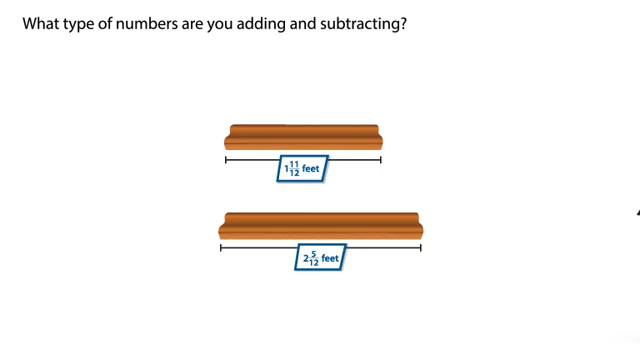 What type of numbers are you adding and subtracting?
1 11/12 feet
2 5/12 feet